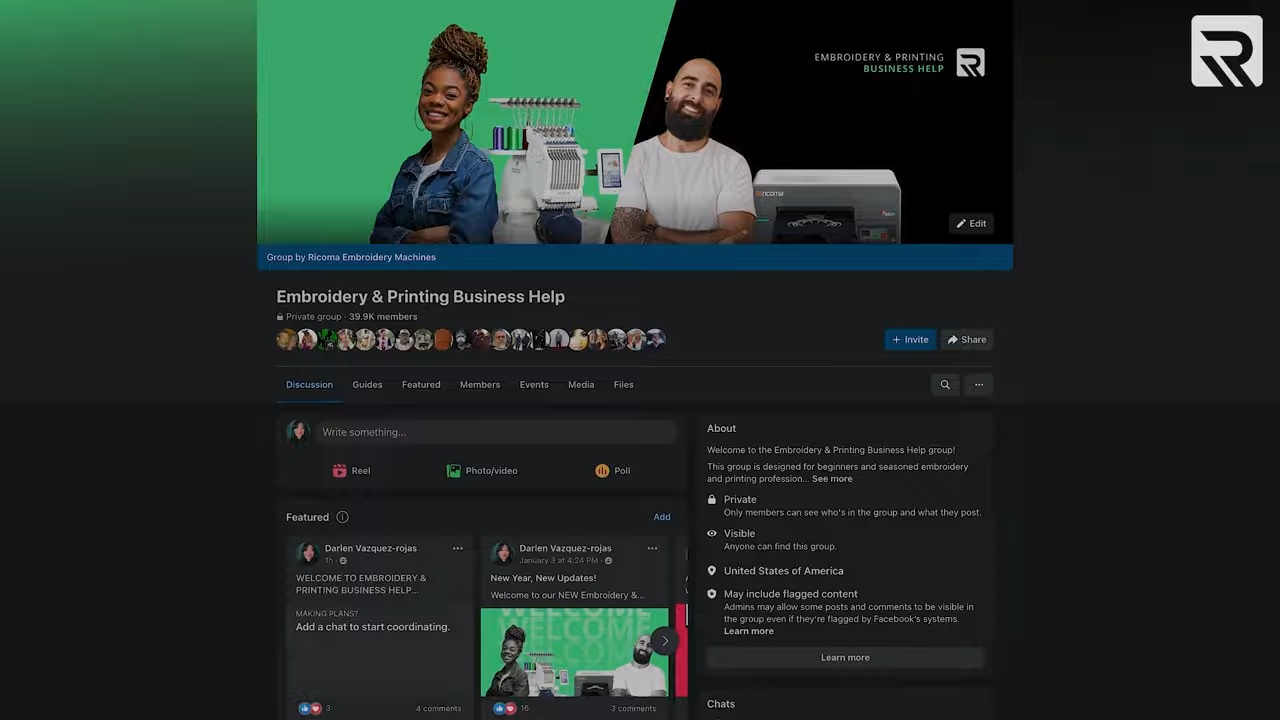 EMBROIDERY & PRINTING
BUSINESS HELP
ricoma
Edit
Group by Ricoma Embroidery Machines
Embroidery & Printing Business Help
Private group · 39.9K members
+ Invite
Share
Discussion
Guides
Featured
Members
Events
Media
Files
Write something...
Reel
Photo/video
Poll
Featured
Add
Darlen Vazquez-rojas
1h ·
WELCOME TO EMBROIDERY &
PRINTING BUSINESS HELP...
MAKING PLANS?
Add a chat to start coordinating.
3
4 comments
Darlen Vazquez-rojas
January 3 at 4:24 PM ·
New Year, New Updates!
Welcome to our NEW Embroidery &...
WELCOME
WELCOME
WELCOME
16
3 comments
About
Welcome to the Embroidery & Printing Business Help group!
This group is designed for beginners and seasoned embroidery
and printing profession... See more
Private
Only members can see who's in the group and what they post.
Visible
Anyone can find this group.
United States of America
May include flagged content
Admins may allow some posts and comments to be visible in
the group even if they're flagged by Facebook's systems.
Learn more
Learn more
Chats